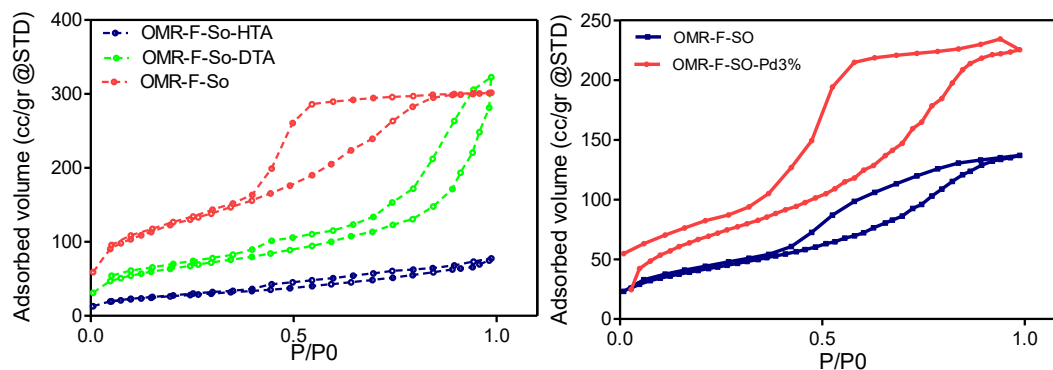 Adsorbed volume (cc/gr @STD)
400
300
200
100
0
OMR-F-So-HTA
OMR-F-So-DTA
OMR-F-So
0.0
0.5
1.0
P/P0
Adsorbed volume (cc/gr @STD)
250
200
150
100
50
0
OMR-F-SO
OMR-F-SO-Pd3%
0.0
0.5
1.0
P/P0